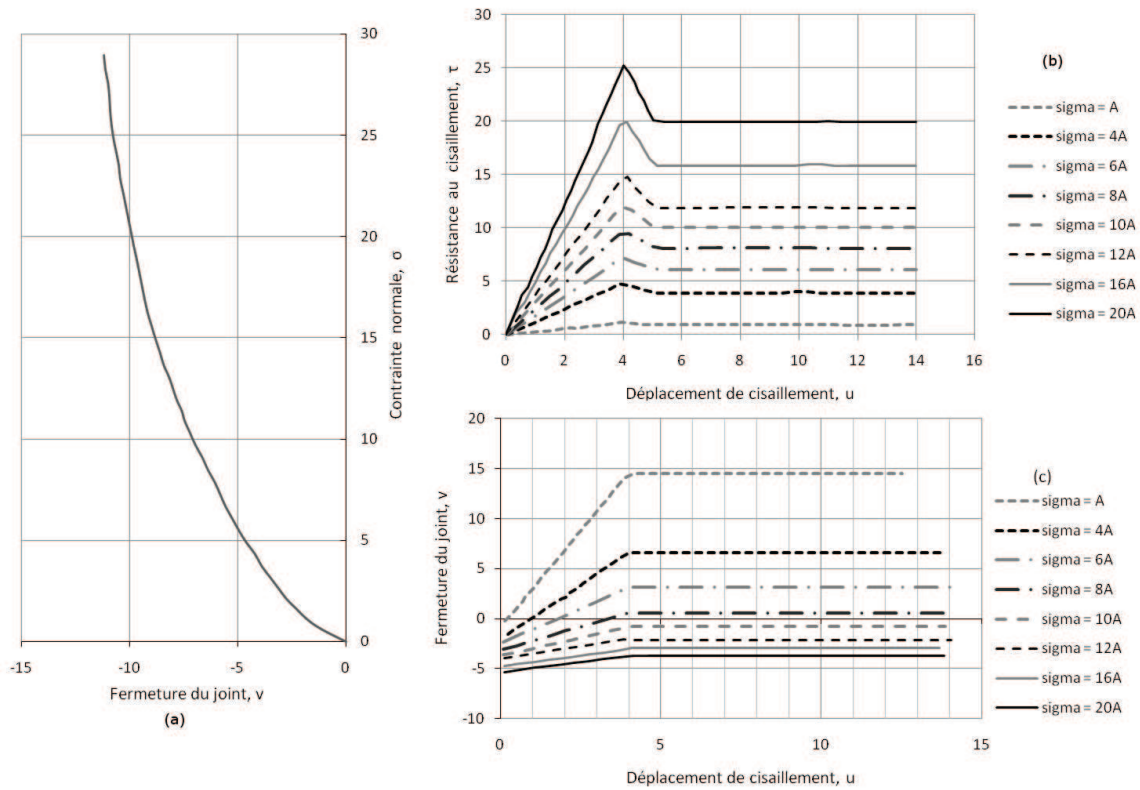 30
25
20
15
10
5
0
-15
-10
-5
0
Contrainte normale, σ
Fermeture du joint, v
(a)
30
25
20
15
10
5
0
0
2
4
6
8
10
12
14
16
Résistance au cisaillement, τ
Déplacement de cisaillement, u
(b)
sigma = A
sigma = 4A
sigma = 6A
sigma = 8A
sigma = 10A
sigma = 12A
sigma = 16A
sigma = 20A
20
15
10
5
0
-5
-10
0
5
10
15
Fermeture du joint, v
Déplacement de cisaillement, u
(c)
sigma = A
sigma = 4A
sigma = 6A
sigma = 8A
sigma = 10A
sigma = 12A
sigma = 16A
sigma = 20A